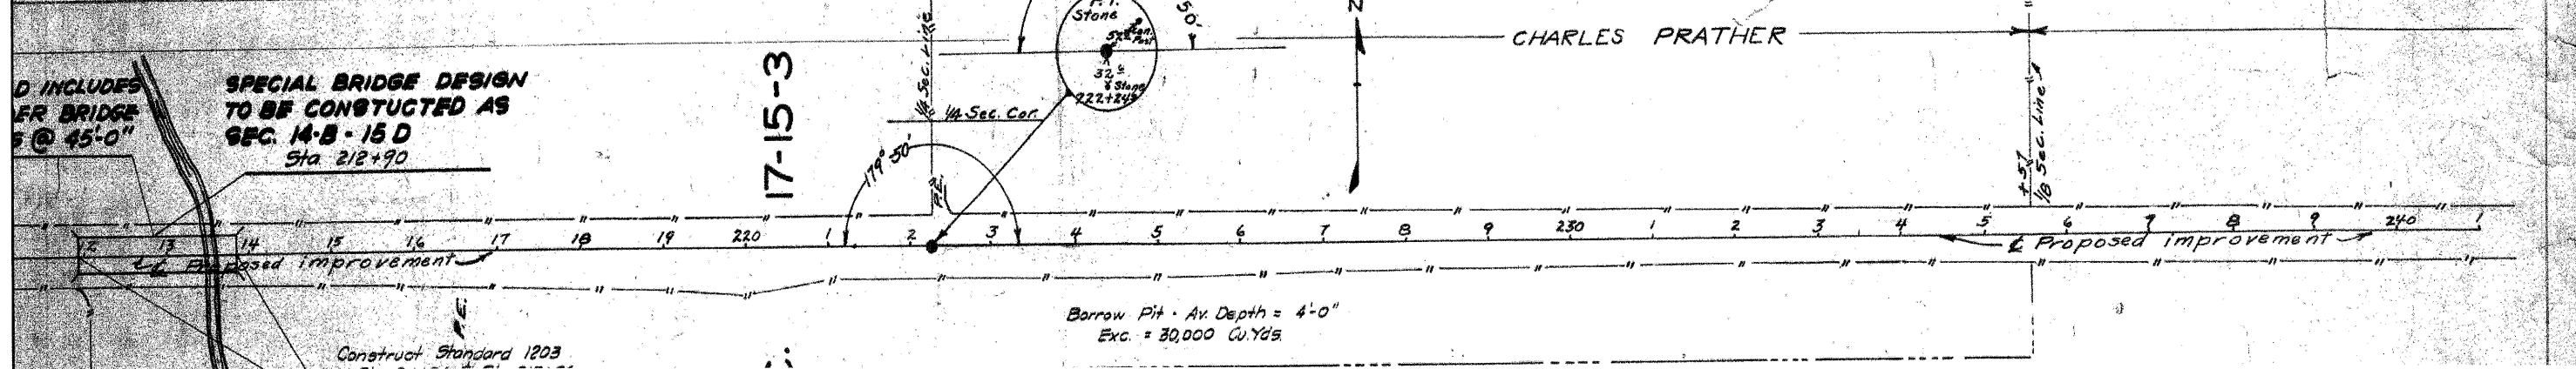 D INCLUDES
ER BRIDGE
S @ 45'-0"
SPECIAL BRIDGE DESIGN
TO BE CONSTUCTED AS
SEC. 14-B - 15 D
Sta 212+90
17-15-3
¼ Sec. Line
¼ Sec. Cor.
179°-50'
P.E.
P.I.
Stone
32"
Stone
222+24
50'
CHARLES PRATHER
+57
⅛ Sec. Line
12 13 14 15 16 17 18 19 220 1 2 3 4 5 6 7 8 9 230 1 2 3 4 5 6 7 8 9 240 1
℄ Proposed improvement
℄ Proposed improvement
P.E.
Borrow Pit - Av. Depth = 4'-0"
Exc. = 30,000 Cu.Yds.
Construct Standard 1203